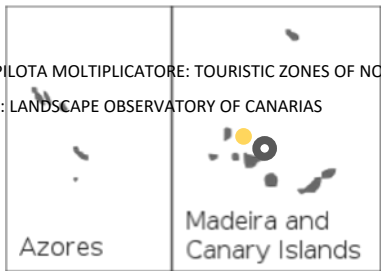 PILOTA MOLTIPLICATORE: TOURISTIC ZONES OF NO
: LANDSCAPE OBSERVATORY OF CANARIAS
Azores
Madeira and
Canary Islands